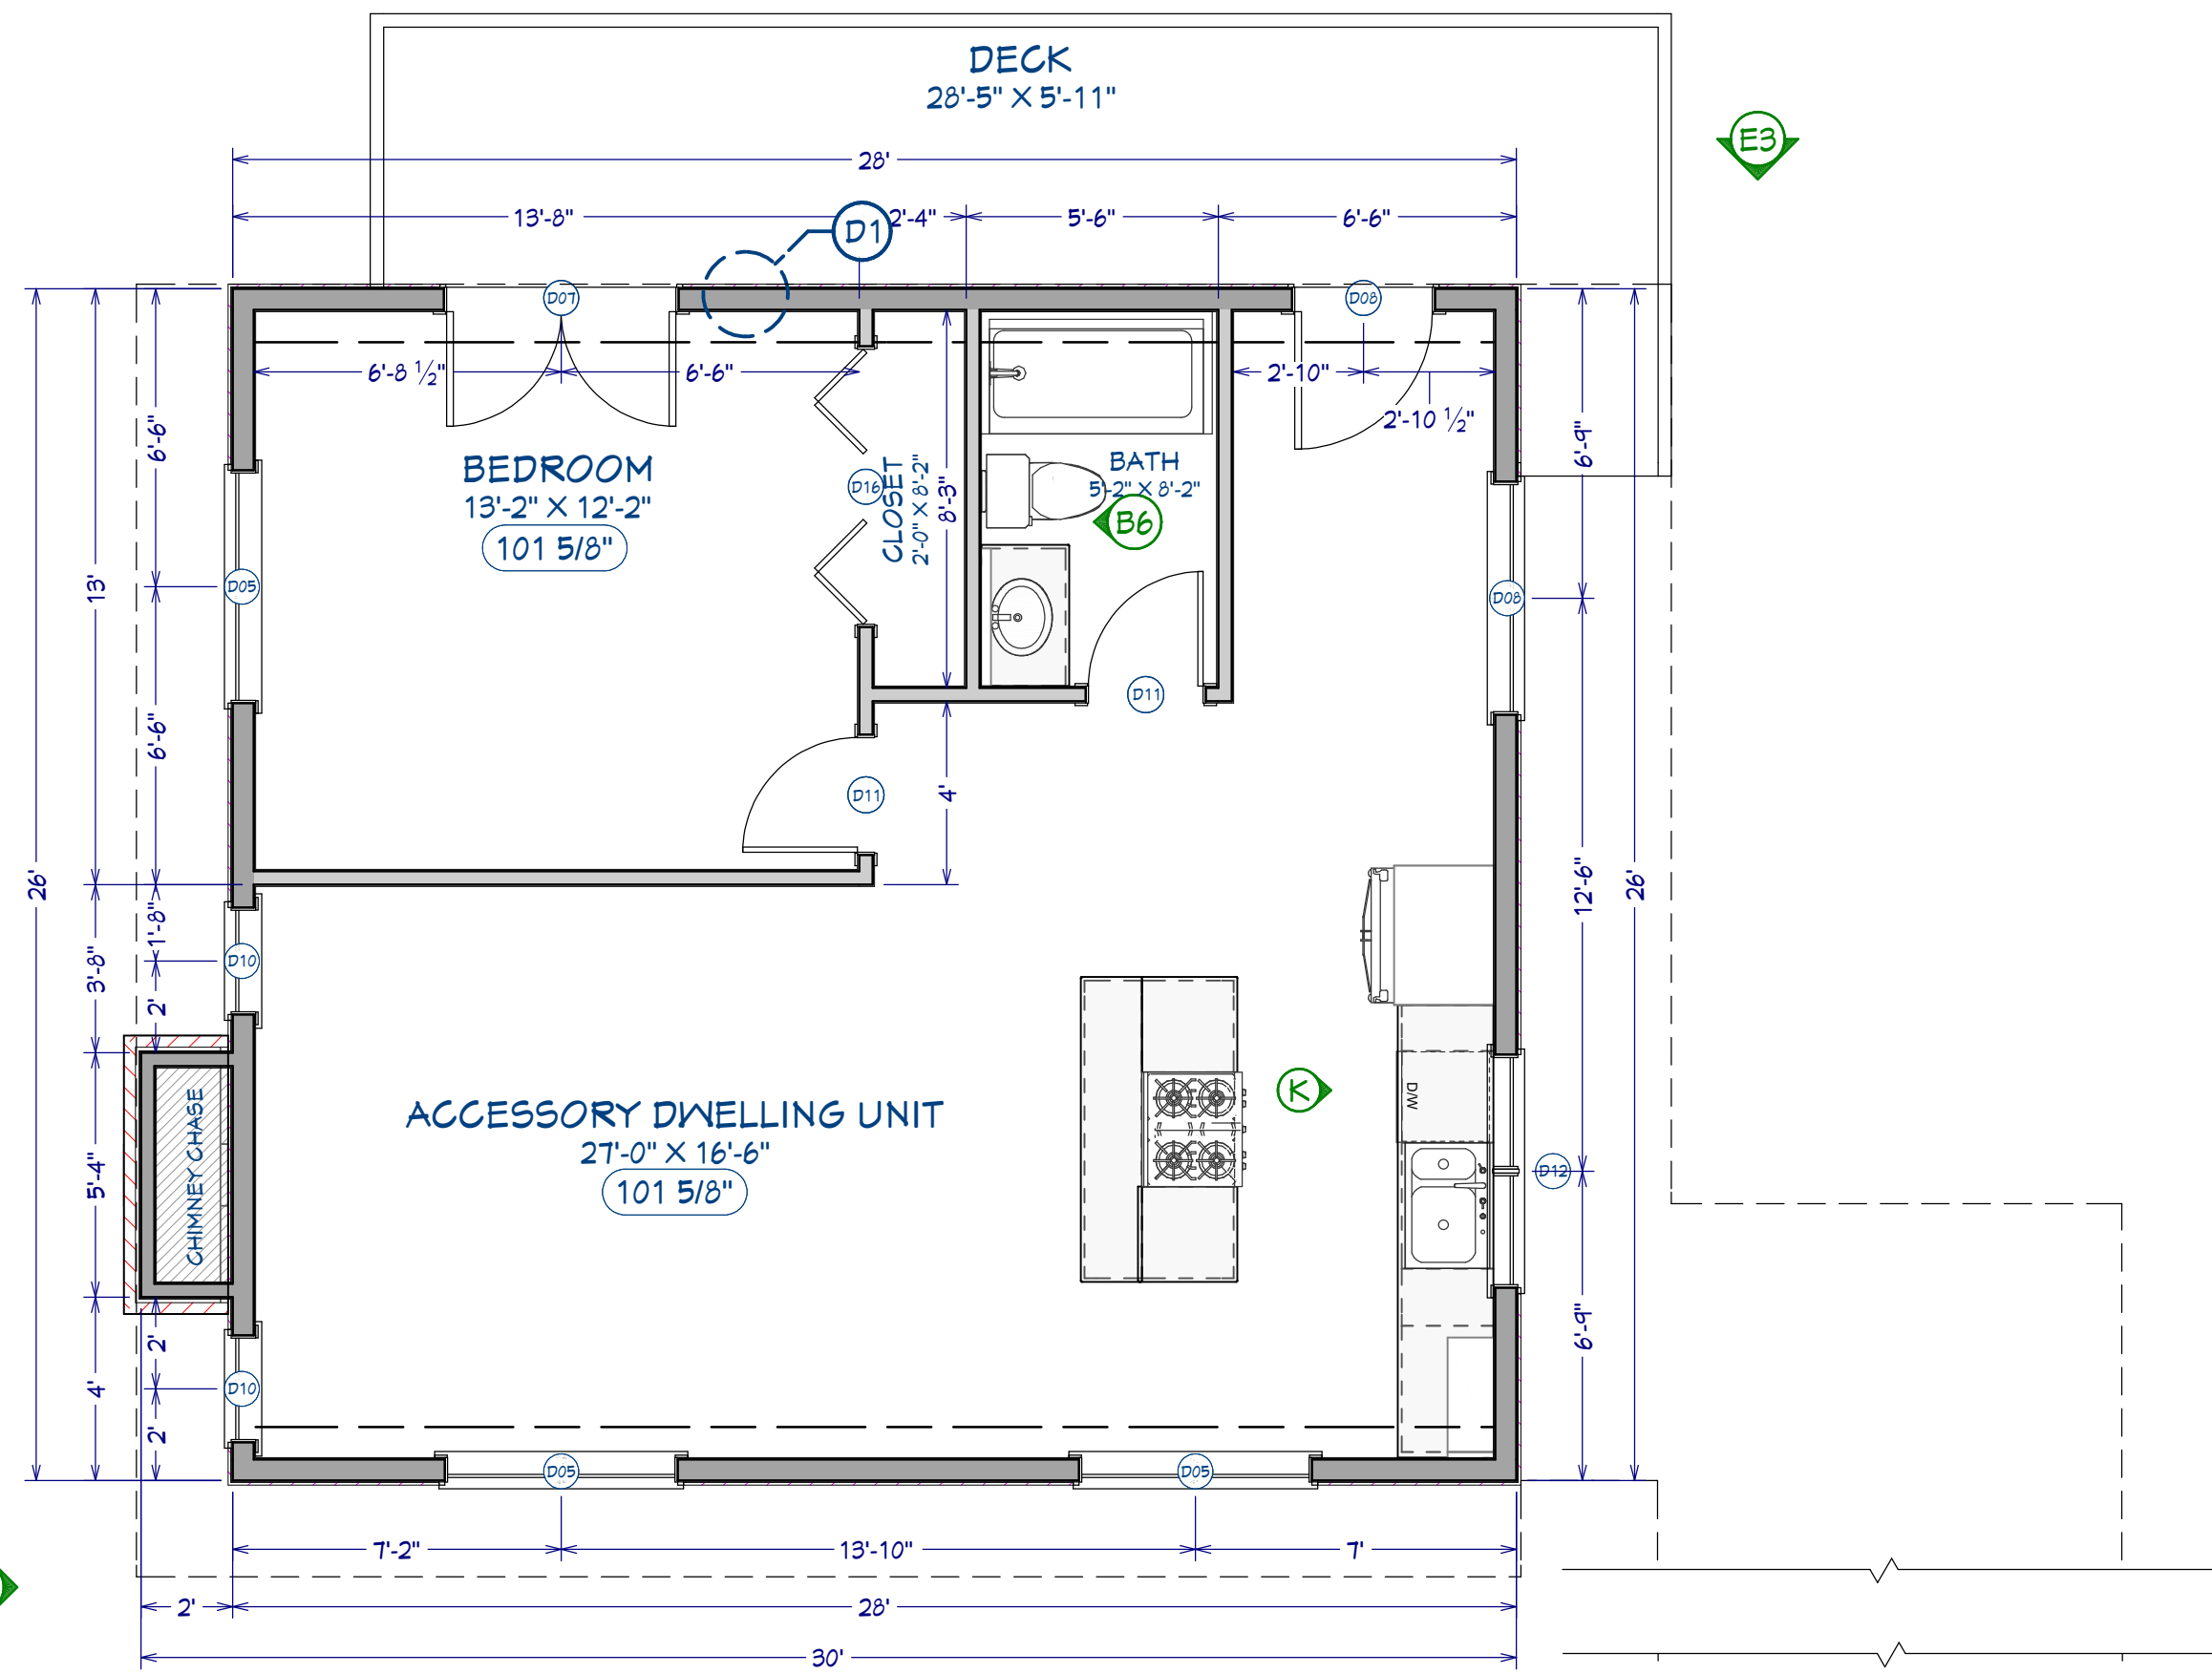 DECK
28'-5" X 5'-11"
E3
28'
13'-8"
D1
2'-4"
5'-6"
6'-6"
D07
D08
6'-8 1/2"
6'-6"
2'-10"
2'-10 1/2"
6'-6"
6'-9"
BEDROOM
13'-2" X 12'-2"
101 5/8"
D16
CLOSET
2'-0" X 8'-2"
8'-3"
BATH
5'-2" X 8'-2"
B6
D05
D08
13'
6'-6"
D11
D11
4'
26'
12'-6"
26'
1'-8"
3'-8"
D10
2'
CHIMNEY CHASE
5'-4"
ACCESSORY DWELLING UNIT
27'-0" X 16'-6"
101 5/8"
K
D/W
D12
6'-9"
2'
4'
D10
2'
D05
D05
7'-2"
13'-10"
7'
2'
28'
30'